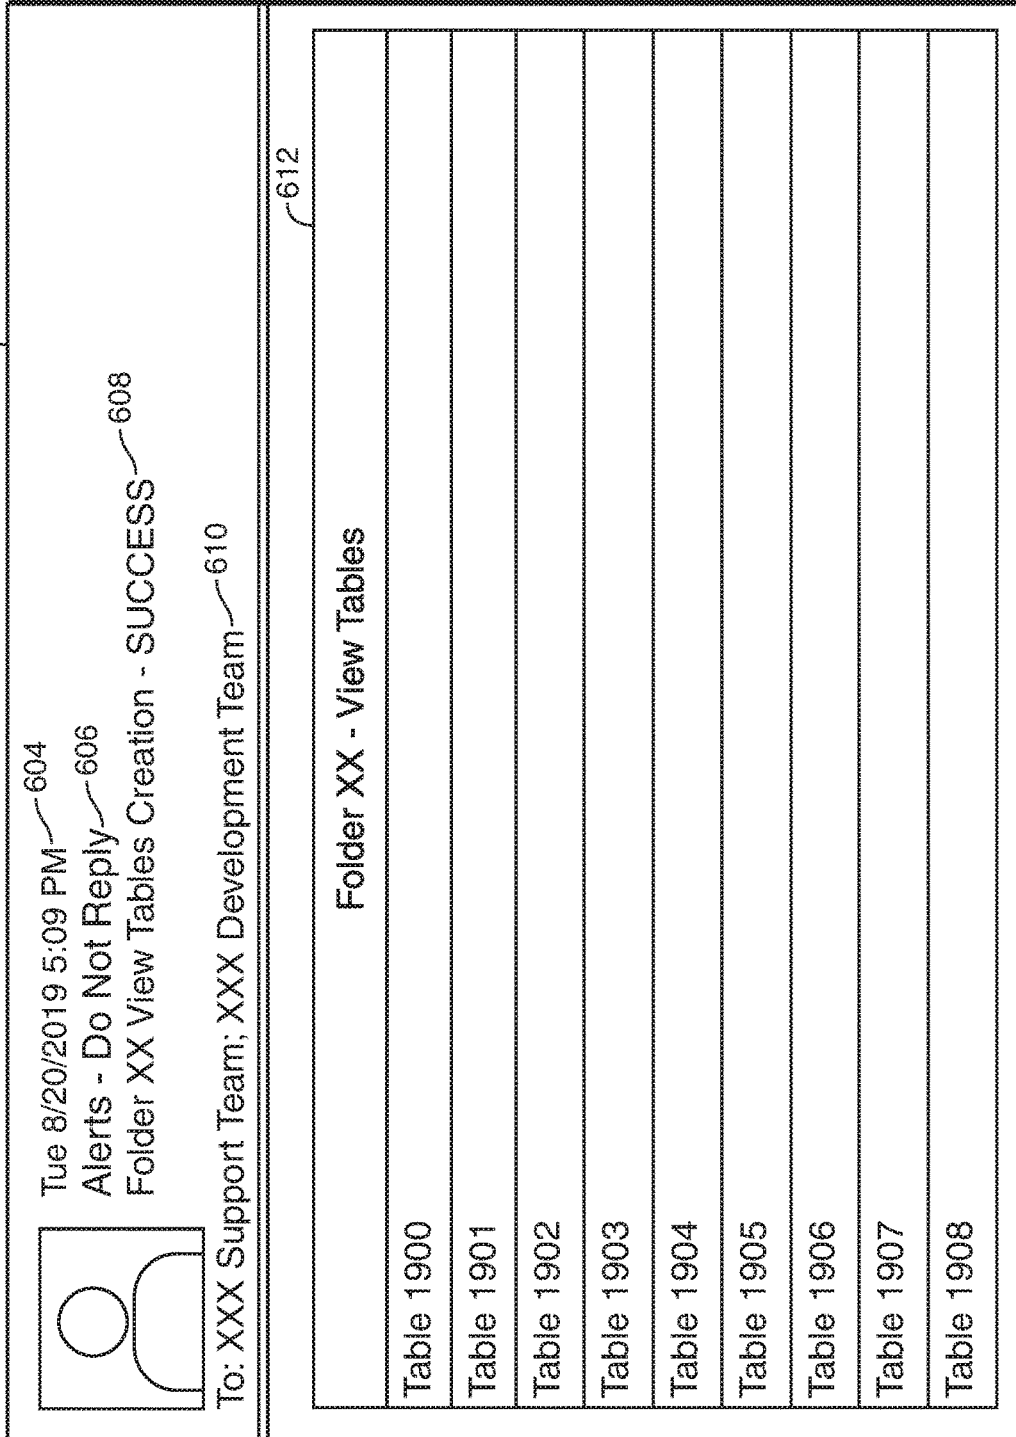 Tue 8/20/2019 5:09 PM 604
Alerts - Do Not Reply 606
Folder XX View Tables Creation - SUCCESS 608
To: XXX Support Team; XXX Development Team 610
612
Folder XX - View Tables
Table 1900
Table 1901
Table 1902
Table 1903
Table 1904
Table 1905
Table 1906
Table 1907
Table 1908